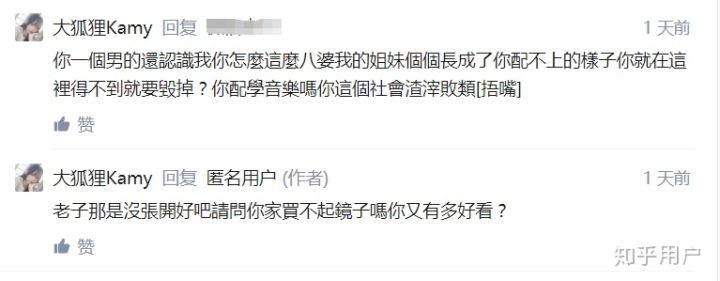 大狐狸Kamy 回复
1 天前
你一個男的還認識我你怎麼這麼八婆我的姐妹個個長成了你配不上的樣子你就在這
裡得不到就要毀掉？你配學音樂嗎你這個社會渣滓敗類[捂嘴]
赞
大狐狸Kamy 回复 匿名用户 (作者) 1 天前
老子那是沒張開好吧請問你家買不起鏡子嗎你又有多好看？
赞
知乎用户